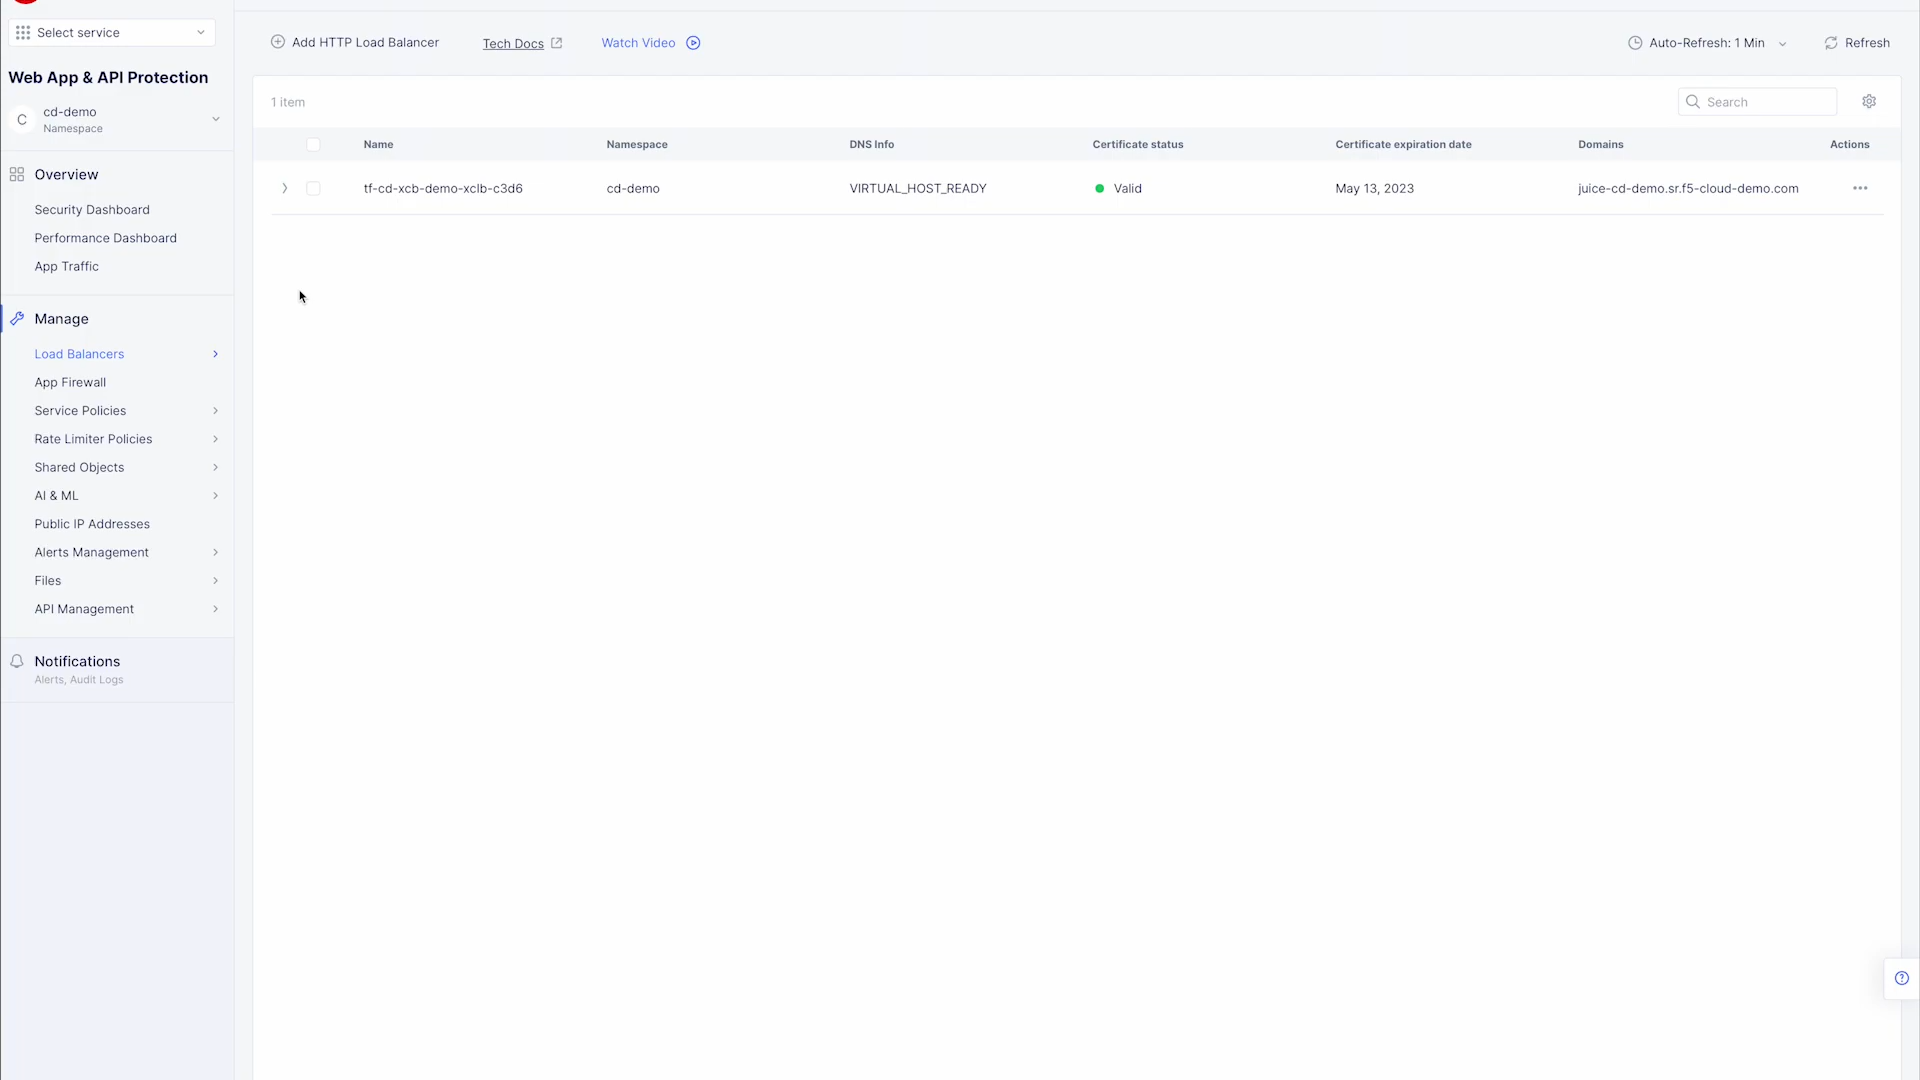 Select service
Web App & API Protection
C
cd-demo
Namespace
Overview
Security Dashboard
Performance Dashboard
App Traffic
Manage
Load Balancers
App Firewall
Service Policies
Rate Limiter Policies
Shared Objects
AI & ML
Public IP Addresses
Alerts Management
Files
API Management
Notifications
Alerts, Audit Logs
Add HTTP Load Balancer Tech Docs Watch Video Auto-Refresh: 1 Min Refresh
1 item Search
Name Namespace DNS Info Certificate status Certificate expiration date Domains Actions
tf-cd-xcb-demo-xclb-c3d6 cd-demo VIRTUAL_HOST_READY Valid May 13, 2023 juice-cd-demo.sr.f5-cloud-demo.com